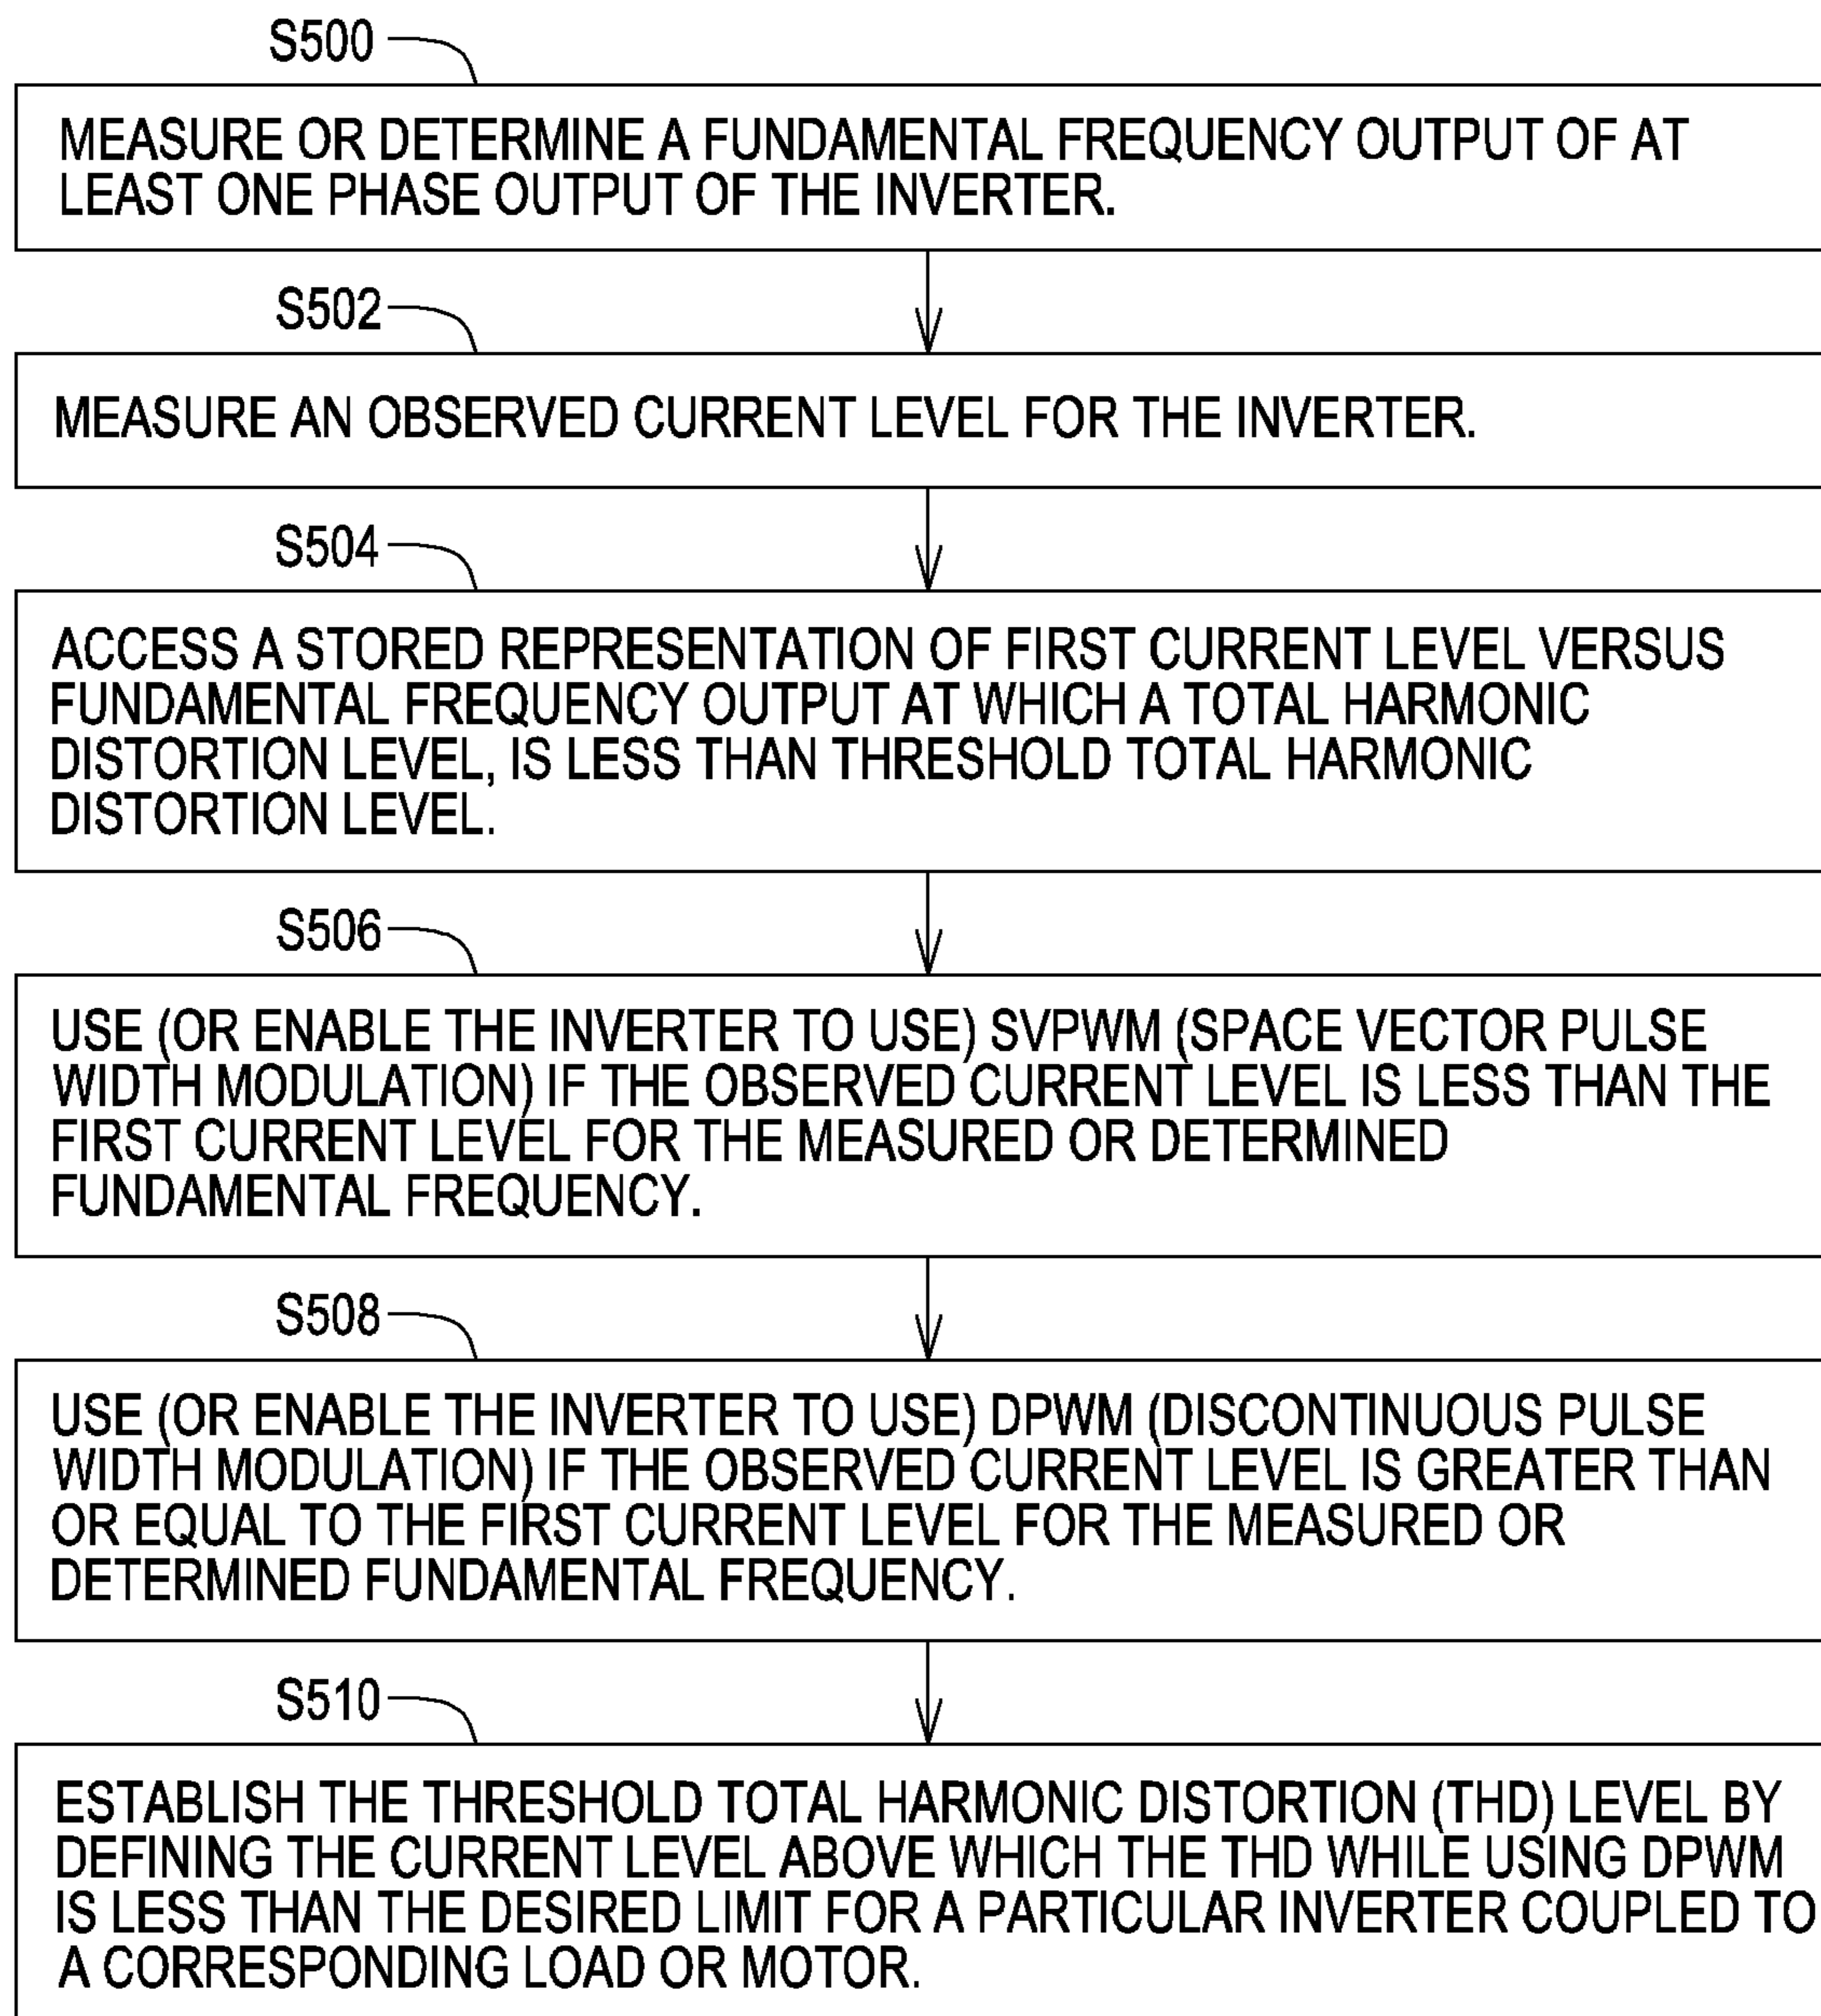 S500
MEASURE OR DETERMINE A FUNDAMENTAL FREQUENCY OUTPUT OF AT
LEAST ONE PHASE OUTPUT OF THE INVERTER.
S502
MEASURE AN OBSERVED CURRENT LEVEL FOR THE INVERTER.
S504
ACCESS A STORED REPRESENTATION OF FIRST CURRENT LEVEL VERSUS
FUNDAMENTAL FREQUENCY OUTPUT AT WHICH A TOTAL HARMONIC
DISTORTION LEVEL, IS LESS THAN THRESHOLD TOTAL HARMONIC
DISTORTION LEVEL.
S506
USE (OR ENABLE THE INVERTER TO USE) SVPWM (SPACE VECTOR PULSE
WIDTH MODULATION) IF THE OBSERVED CURRENT LEVEL IS LESS THAN THE
FIRST CURRENT LEVEL FOR THE MEASURED OR DETERMINED
FUNDAMENTAL FREQUENCY.
S508
USE (OR ENABLE THE INVERTER TO USE) DPWM (DISCONTINUOUS PULSE
WIDTH MODULATION) IF THE OBSERVED CURRENT LEVEL IS GREATER THAN
OR EQUAL TO THE FIRST CURRENT LEVEL FOR THE MEASURED OR
DETERMINED FUNDAMENTAL FREQUENCY.
S510
ESTABLISH THE THRESHOLD TOTAL HARMONIC DISTORTION (THD) LEVEL BY
DEFINING THE CURRENT LEVEL ABOVE WHICH THE THD WHILE USING DPWM
IS LESS THAN THE DESIRED LIMIT FOR A PARTICULAR INVERTER COUPLED TO
A CORRESPONDING LOAD OR MOTOR.